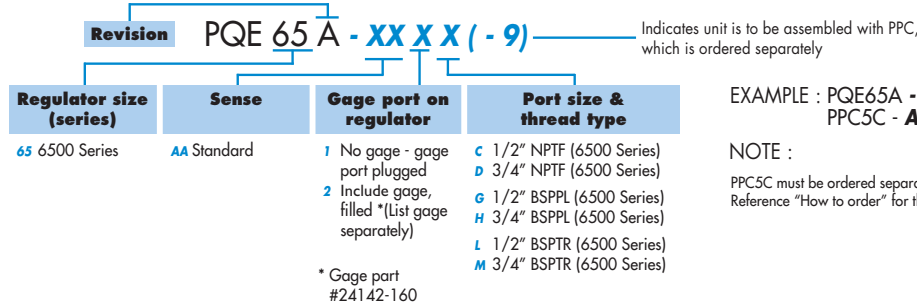 Revision
PQE 65 A - XX X X ( - 9)
Indicates unit is to be assembled with PPC,
which is ordered separately
Regulator size
(series)
65 6500 Series
Sense
AA Standard
Gage port on
regulator
1 No gage - gage
port plugged
2 Include gage,
filled *(List gage
separately)
* Gage part
#24142-160
Port size &
thread type
C 1/2" NPTF (6500 Series)
D 3/4" NPTF (6500 Series)
G 1/2" BSPPL (6500 Series)
H 3/4" BSPPL (6500 Series)
L 1/2" BSPTR (6500 Series)
M 3/4" BSPTR (6500 Series)
EXAMPLE : PQE65A -
PPC5C - A
NOTE :
PPC5C must be ordered
Reference "How to order" for